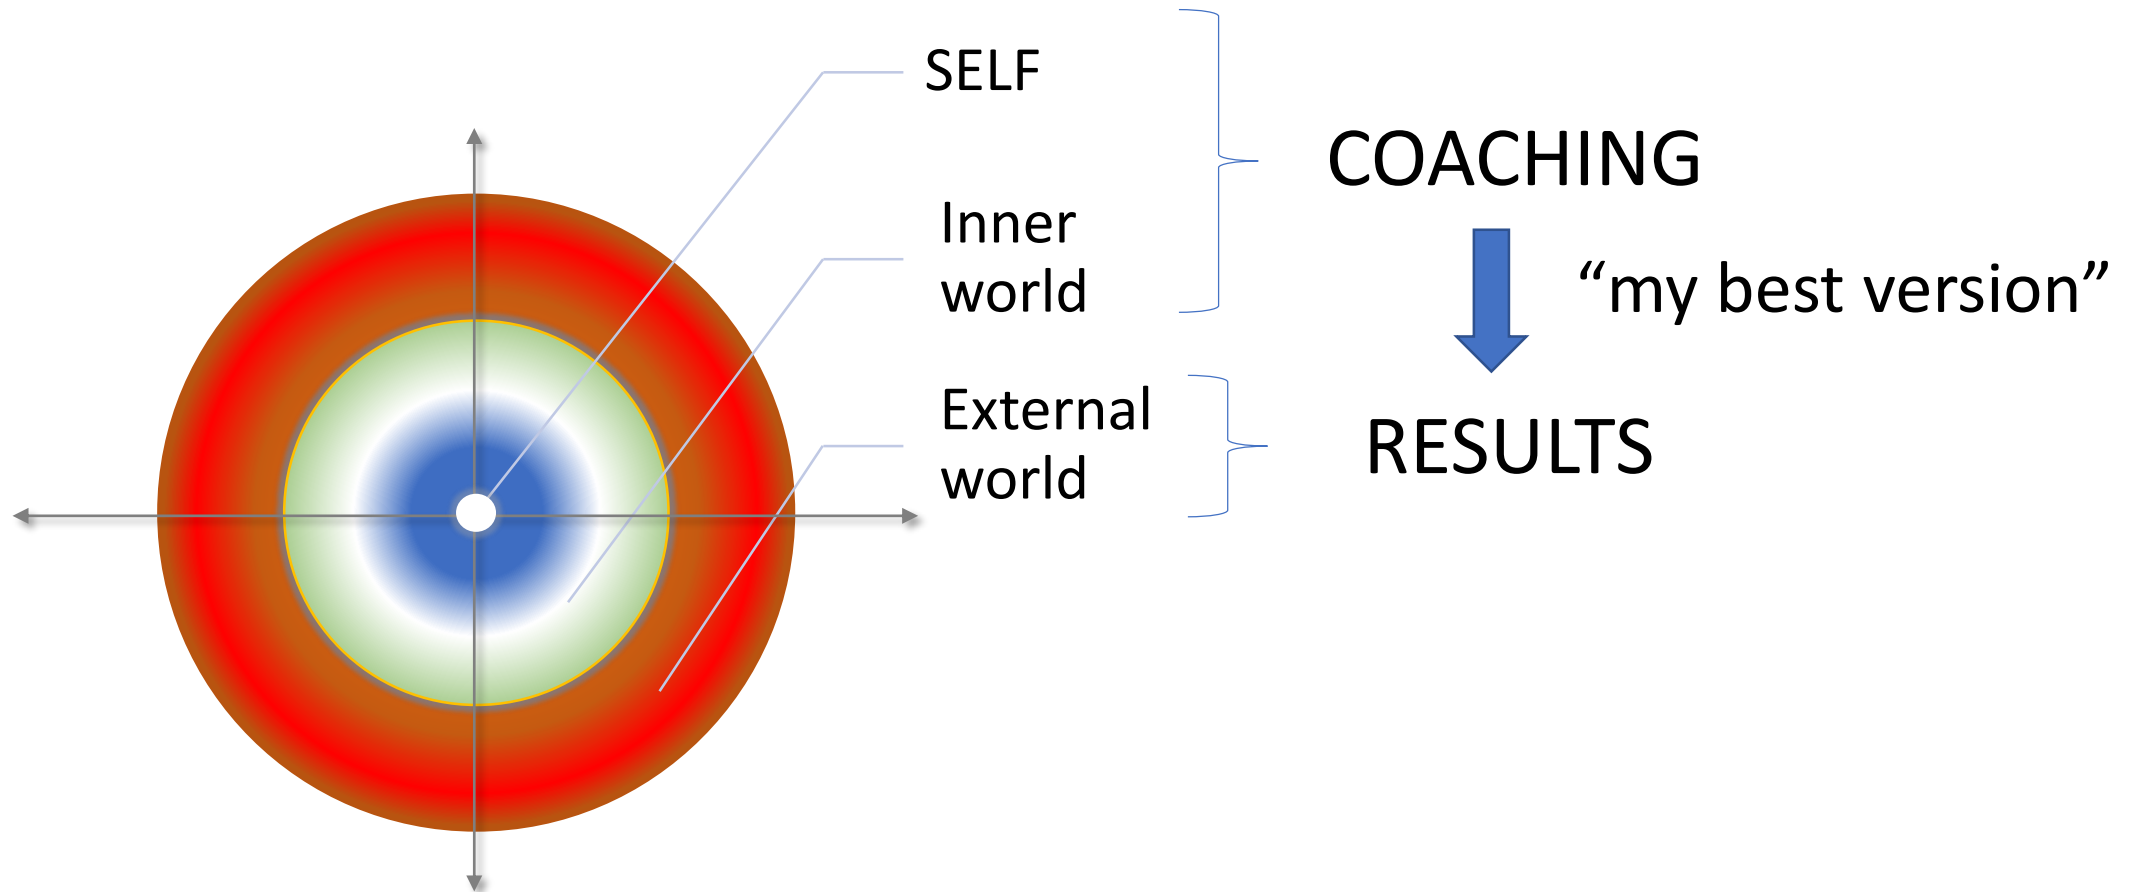 SELF
Inner
world
External
world
COACHING
“my best version”
RESULTS